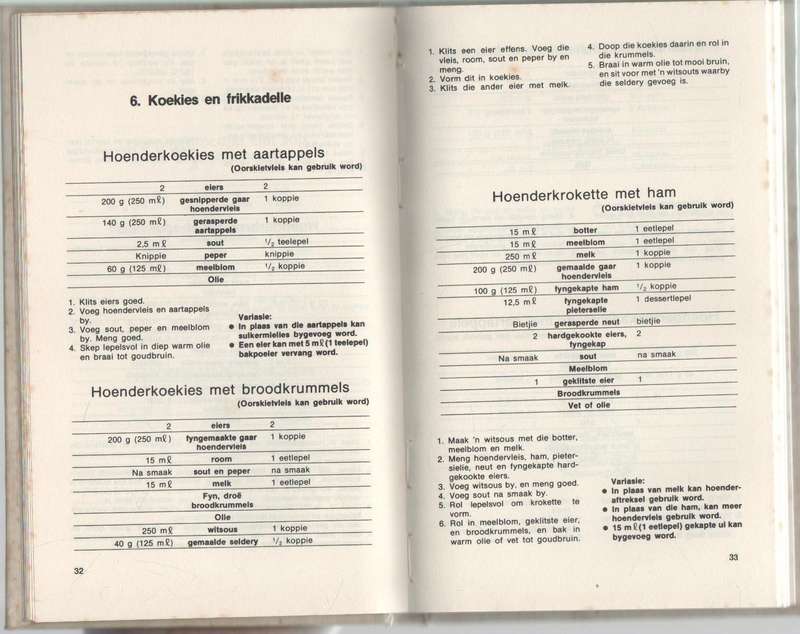 6. Koekies en frikkadelle
Hoenderkoekies met aartappels
(Oorskietvleis kan gebruik word)
2 eiers 2
200 g (250 mℓ) gesnipperde gaar 1 koppie
hoendervleis
140 g (250 mℓ) gerasperde 1 koppie
aartappels
2,5 mℓ sout 1/2 teelepel
Knippie peper knippie
60 g (125 mℓ) meelblom 1/2 koppie
Olie
1. Klits eiers goed.
2. Voeg hoendervleis en aartappels
by.
3. Voeg sout, peper en meelblom
by. Meng goed.
4. Skep lepelsvol in diep warm olie
en braai tot goudbruin.
Variasie:
● In plaas van die aartappels kan
suikermielies bygevoeg word.
● Een eier kan met 5 mℓ (1 teelepel)
bakpoeier vervang word.
Hoenderkoekies met broodkrummels
(Oorskietvleis kan gebruik word)
2 eiers 2
200 g (250 mℓ) fyngemaakte gaar 1 koppie
hoendervleis
15 mℓ room 1 eetlepel
Na smaak sout en peper na smaak
15 mℓ melk 1 eetlepel
Fyn, droë
broodkrummels
Olie
250 mℓ witsous 1 koppie
40 g (125 mℓ) gemaalde seldery 1/2 koppie
32
1. Klits een eier effens. Voeg die
vleis, room, sout en peper by en
meng.
2. Vorm dit in koekies.
3. Klits die ander eier met melk.
4. Doop die koekies daarin en rol in
die krummels.
5. Braai in warm olie tot mooi bruin,
en sit voor met 'n witsous waarby
die seldery gevoeg is.
Hoenderkrokette met ham
(Oorskietvleis kan gebruik word)
15 mℓ botter 1 eetlepel
15 mℓ meelblom 1 eetlepel
250 mℓ melk 1 koppie
200 g (250 mℓ) gemaalde gaar 1 koppie
hoendervleis
100 g (125 mℓ) fyngekapte ham 1/2 koppie
12,5 mℓ fyngekapte 1 dessertlepel
pieterselie
Bietjie gerasperde neut bietjie
2 hardgekookte eiers, 2
fyngekap
Na smaak sout na smaak
Meelblom
1 geklitste eier 1
Broodkrummels
Vet of olie
1. Maak 'n witsous met die botter,
meelblom en melk.
2. Meng hoendervleis, ham, pieter-
sielie, neut en fyngekapte hard-
gekookte eiers.
3. Voeg witsous by, en meng goed.
4. Voeg sout na smaak by.
5. Rol lepelsvol om krokette te
vorm.
6. Rol in meelblom, geklitste eier,
en broodkrummels, en bak in
warm olie of vet tot goudbruin.
Variasie:
● In plaas van melk kan hoender-
aftreksel gebruik word.
● In plaas van die ham, kan meer
hoendervleis gebruik word.
● 15 mℓ (1 eetlepel) gekapte ui kan
bygevoeg word.
33